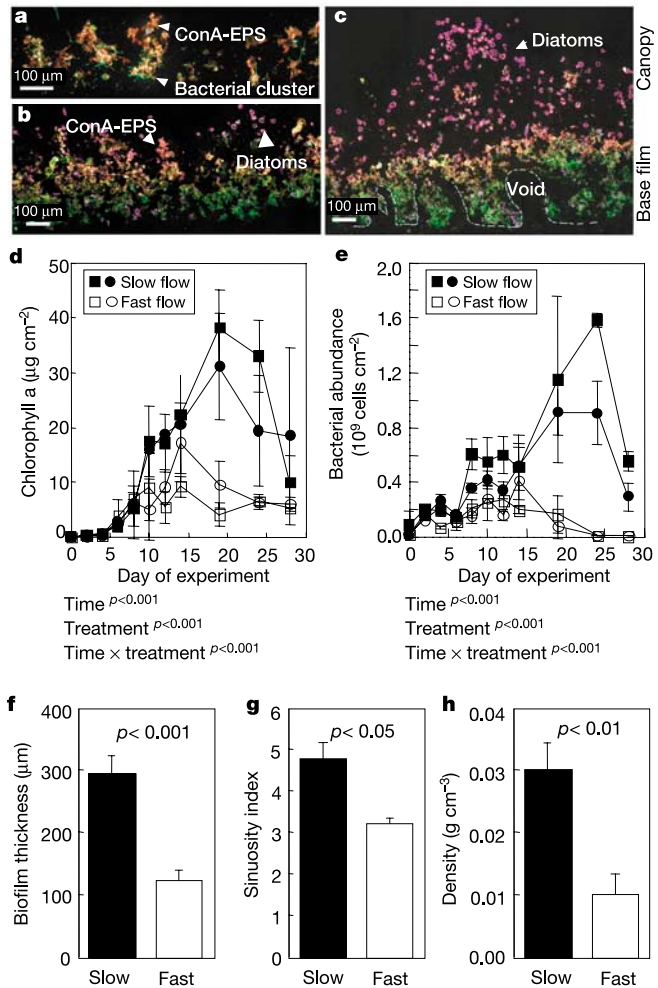 a
ConA-EPS
Bacterial cluster
100 µm
b
ConA-EPS
Diatoms
100 µm
c
Diatoms
Void
100 µm
Canopy
Base film
d
50
40
30
20
10
0
Chlorophyll a (µg cm⁻²)
Slow flow
Fast flow
0 5 10 15 20 25 30
Day of experiment
Time p<0.001
Treatment p<0.001
Time × treatment p<0.001
e
2.0
1.6
1.2
0.8
0.4
0.0
Bacterial abundance
(10⁹ cells cm⁻²)
Slow flow
Fast flow
0 5 10 15 20 25 30
Day of experiment
Time p<0.001
Treatment p<0.001
Time × treatment p<0.001
f
400
300
200
100
0
Biofilm thickness (µm)
p< 0.001
Slow Fast
g
6
5
4
3
2
1
0
Sinuosity index
p< 0.05
Slow Fast
h
0.04
0.03
0.02
0.01
0.00
Density (g cm⁻³)
p< 0.01
Slow Fast